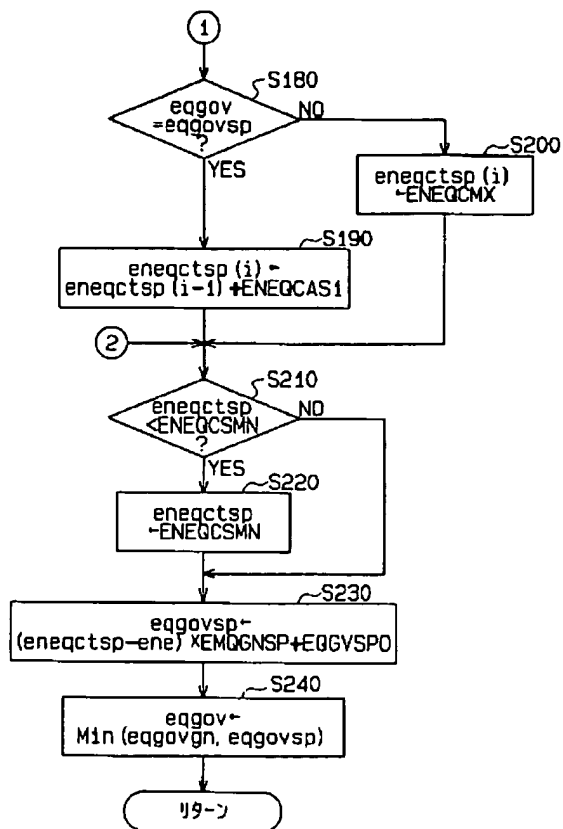 1
S180
eqgov
=eqgovsp
?
NO
YES
S200
eneqctsp(i)
←ENEQCMX
S190
eneqctsp(i)←
eneqctsp(i-1)+ENEQCAS1
2
S210
eneqctsp
<ENEQCSMN
?
NO
YES
S220
eneqctsp
←ENEQCSMN
S230
eqgovsp←
(eneqctsp-ene)×EMQGNSP+EQGVSPO
S240
eqgov←
Min(eqgovgn, eqgovsp)
リターン